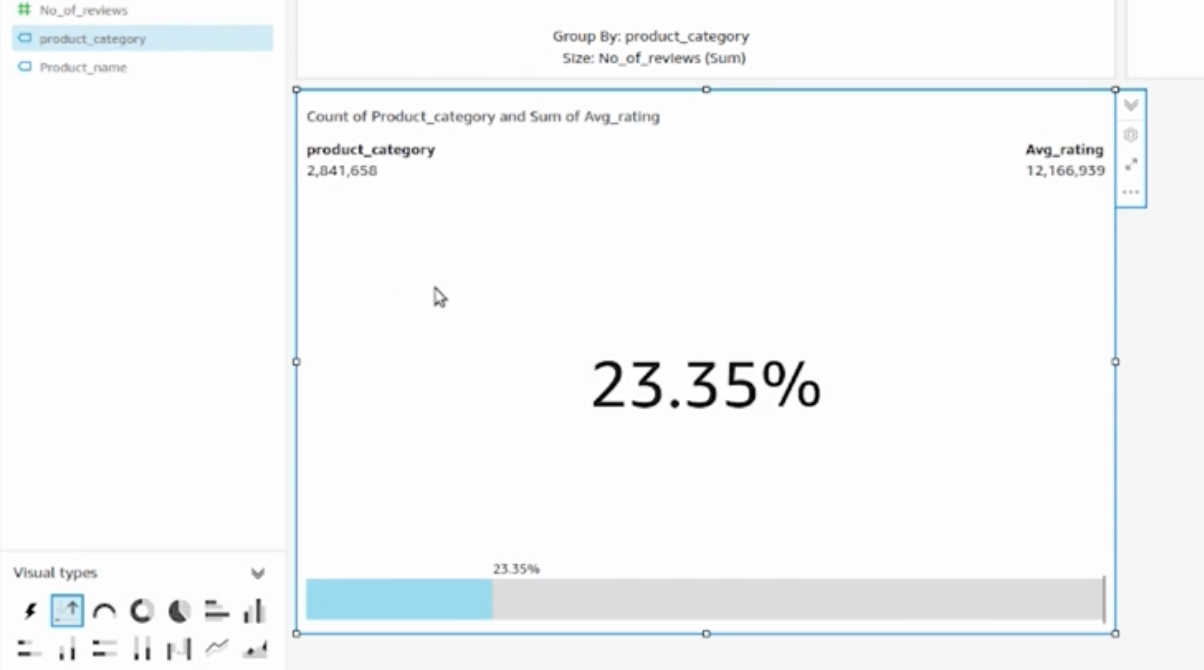 No_of_reviews
product_category
Product_name
Group By: product_category
Size: No_of_reviews (Sum)
Count of Product_category and Sum of Avg_rating
product_category Avg_rating
2,841,658 12,166,939
23.35%
23.35%
Visual types